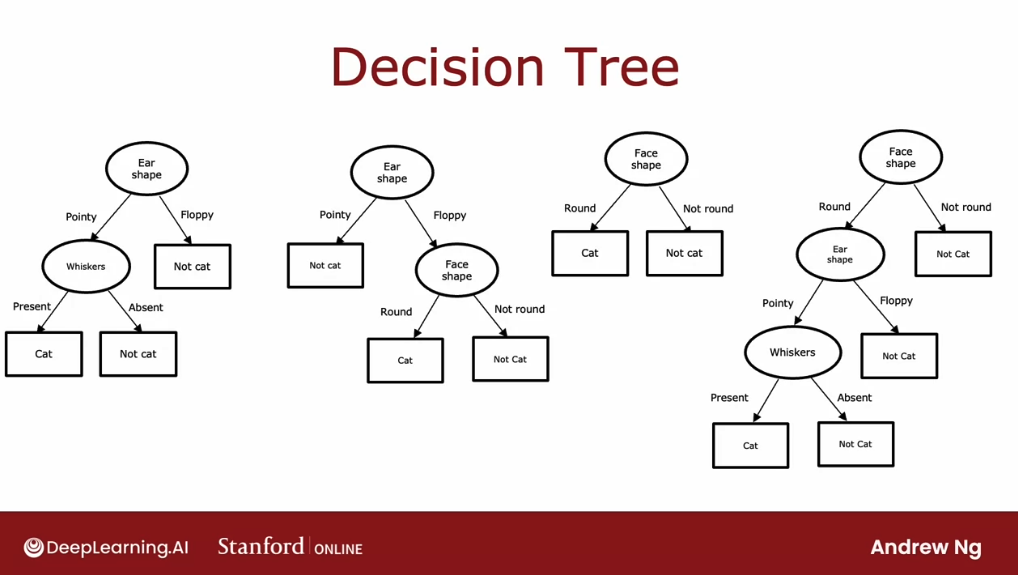 Decision Tree
Ear
shape
Pointy
Floppy
Whiskers
Not cat
Present
Absent
Cat
Not cat
Ear
shape
Pointy
Floppy
Not cat
Face
shape
Round
Not round
Cat
Not Cat
Face
shape
Round
Not round
Cat
Not cat
Face
shape
Round
Not round
Ear
shape
Not Cat
Pointy
Floppy
Whiskers
Not Cat
Present
Absent
Cat
Not Cat
DeepLearning.AI
Stanford ONLINE
Andrew Ng